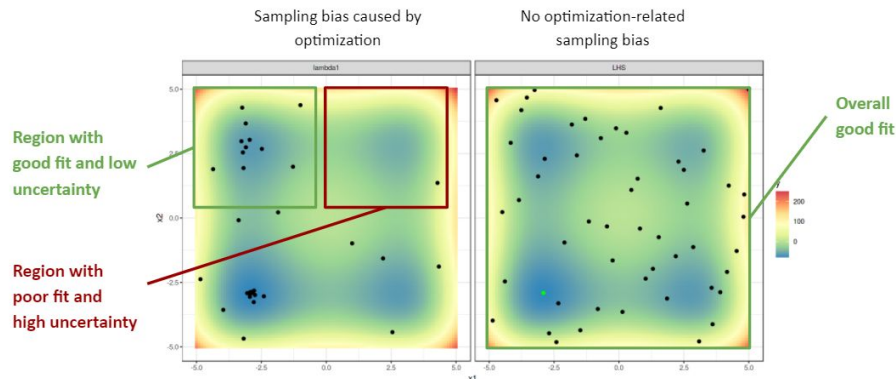 Sampling bias caused by
optimization
No optimization-related
sampling bias
lambda1
LHS
Region with
good fit and low
uncertainty
Region with
poor fit and
high uncertainty
Overall
good fit
x2
5.0
2.5
0.0
-2.5
-5.0
-5.0 -2.5 0.0 2.5 5.0
-5.0 -2.5 0.0 2.5 5.0
x1
y
200
100
0